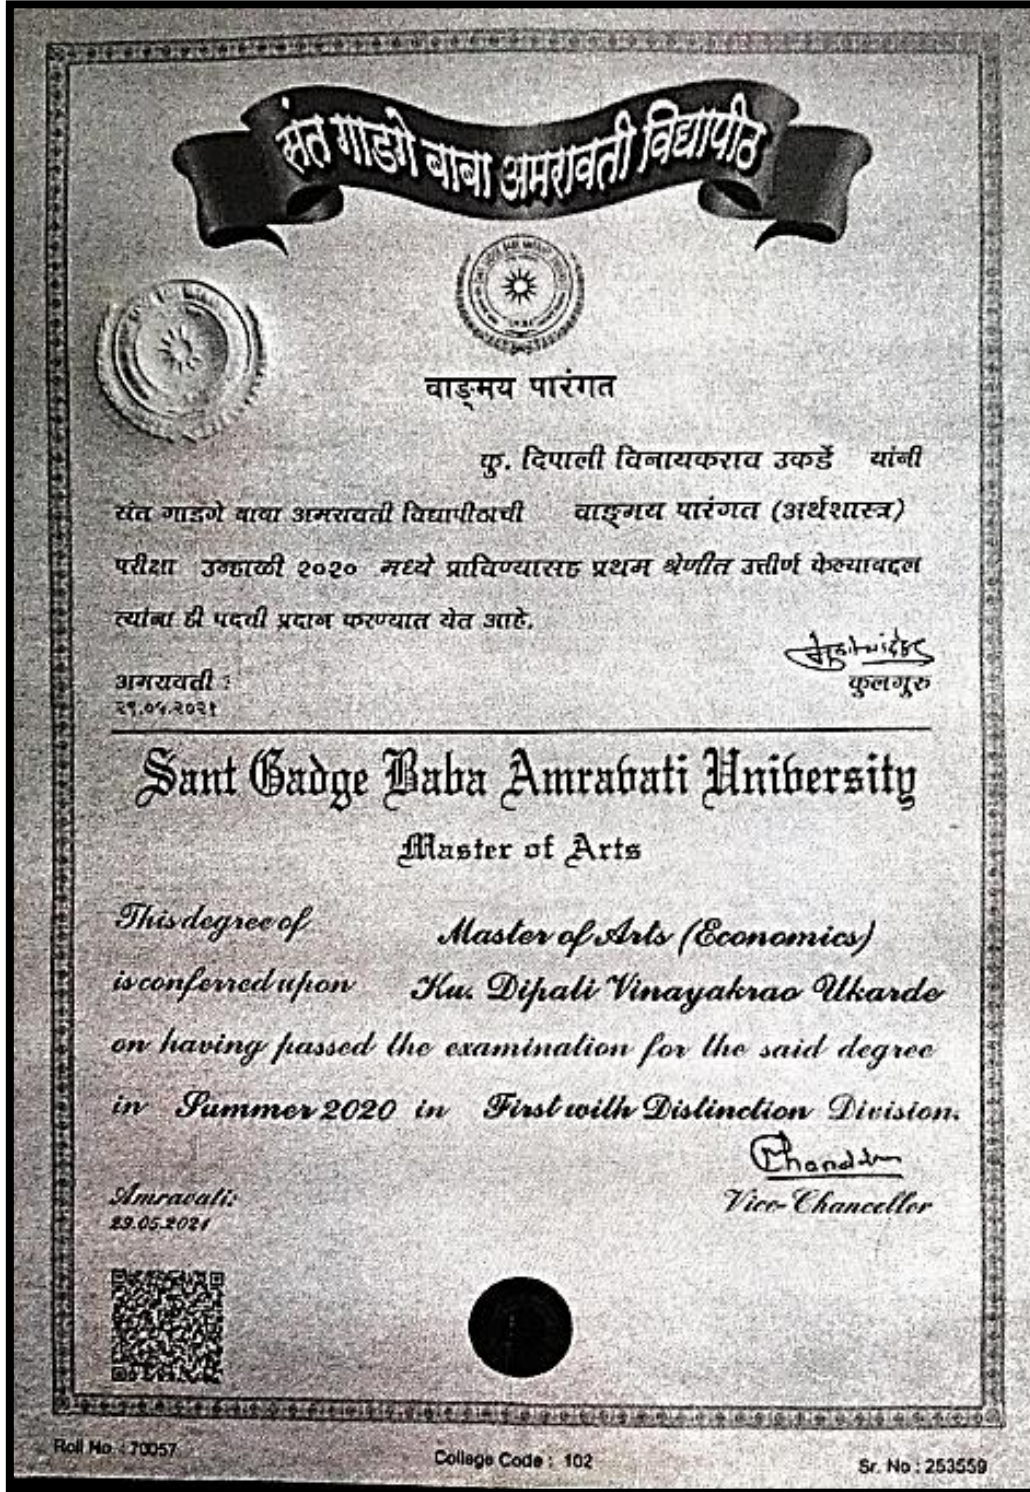 संत गाडगे बाबा अमरावती विद्यापीठ
वाङ्मय पारंगत
कु. दिपाली विनायकराव उकर्डे यांनी
संत गाडगे बाबा अमरावती विद्यापीठाची वाङ्मय पारंगत (अर्थशास्त्र)
परीक्षा उन्हाळी २०२० मध्ये प्राविण्यासह प्रथम श्रेणीत उत्तीर्ण केल्याबद्दल
त्यांना ही पदवी प्रदान करण्यात येत आहे.
कुलगुरु
अमरावती :
२९.०५.२०२१
Sant Gadge Baba Amravati University
Master of Arts
This degree of Master of Arts (Economics)
is conferred upon Ku. Dipali Vinayakrao Ukarde
on having passed the examination for the said degree
in Summer 2020 in First with Distinction Division.
Amravati:
29.05.2021
Vice-Chancellor
Roll No : 70057
College Code : 102
Sr. No : 253559